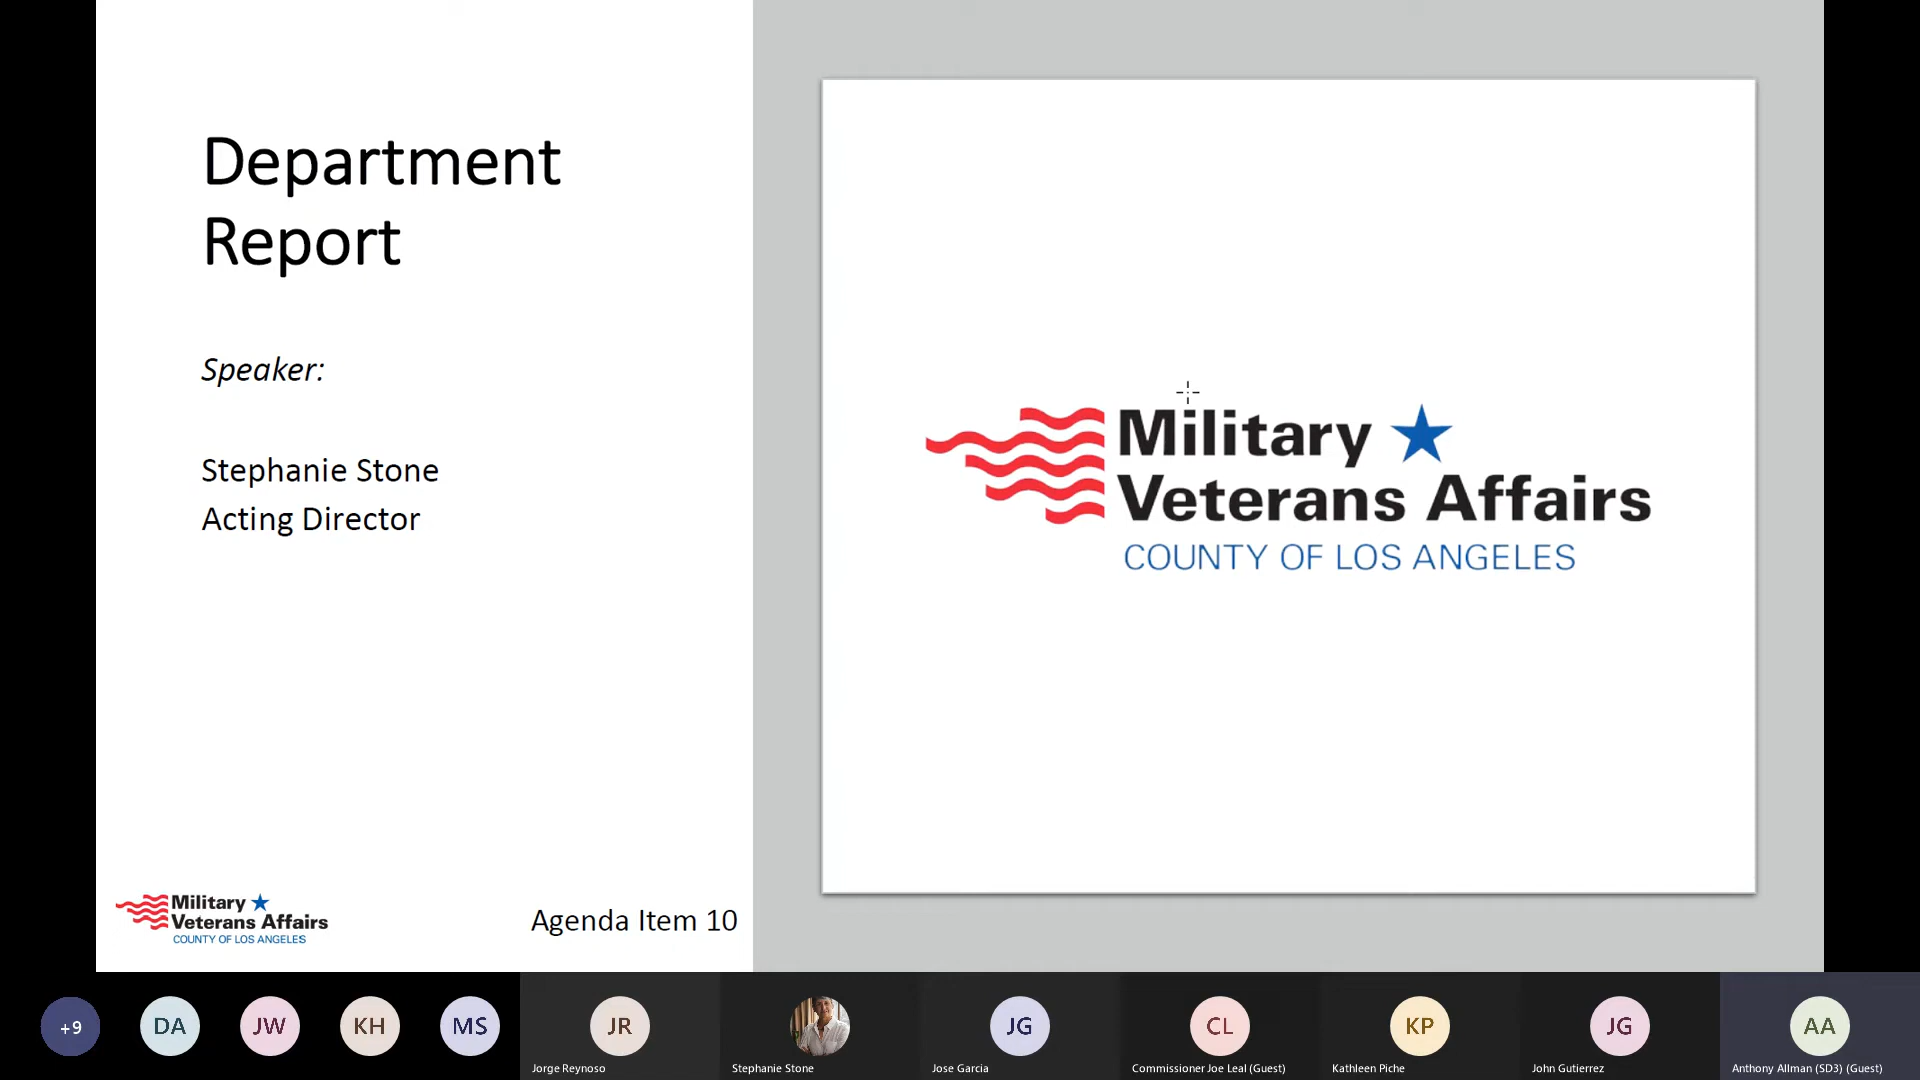 Department
Report
Speaker:
Stephanie Stone
Acting Director
Military
Veterans Affairs
COUNTY OF LOS ANGELES
Agenda Item 10
Military
Veterans Affairs
COUNTY OF LOS ANGELES
+9
DA
JW
KH
MS
JR
Jorge Reynoso
Stephanie Stone
JG
Jose Garcia
CL
Commissioner Joe Leal (Guest)
KP
Kathleen Piche
JG
John Gutierrez
AA
Anthony Allman (SD3) (Guest)